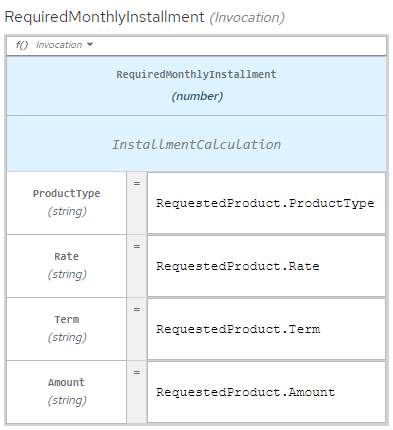 RequiredMonthlyInstallment (Invocation)
f() Invocation
RequiredMonthlyInstallment
(number)
InstallmentCalculation
ProductType
(string)
=
RequestedProduct.ProductType
Rate
(string)
=
RequestedProduct.Rate
Term
(string)
=
RequestedProduct.Term
Amount
(string)
=
RequestedProduct.Amount